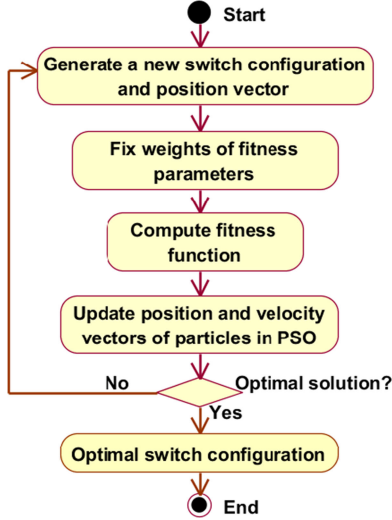 Start
Generate a new switch configuration
and position vector
Fix weights of fitness
parameters
Compute fitness
function
Update position and velocity
vectors of particles in PSO
No
Optimal solution?
Yes
Optimal switch configuration
End